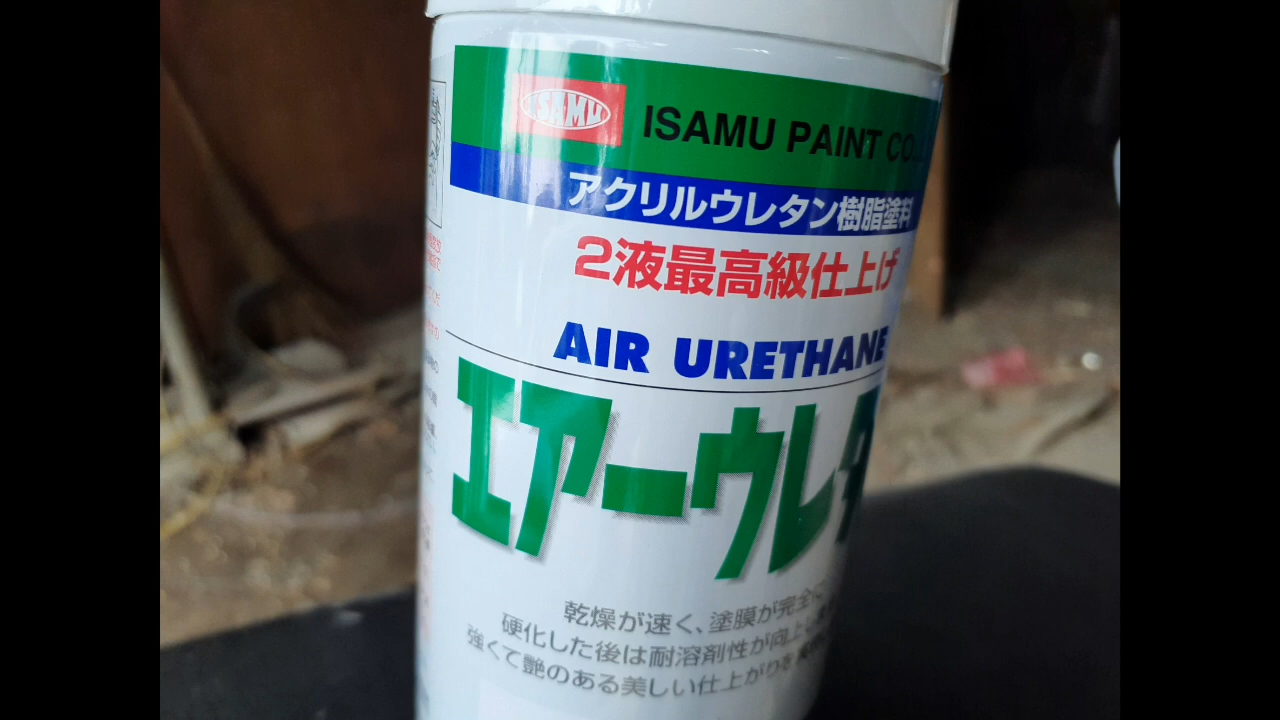 ISAMU
ISAMU PAINT CO.
アクリルウレタン樹脂塗料
2液最高級仕上げ
AIR URETHANE
エアーウレタ
乾燥が速く、塗膜が完全に
硬化した後は耐溶剤性が向上し
強くて艶のある美しい仕上がりを